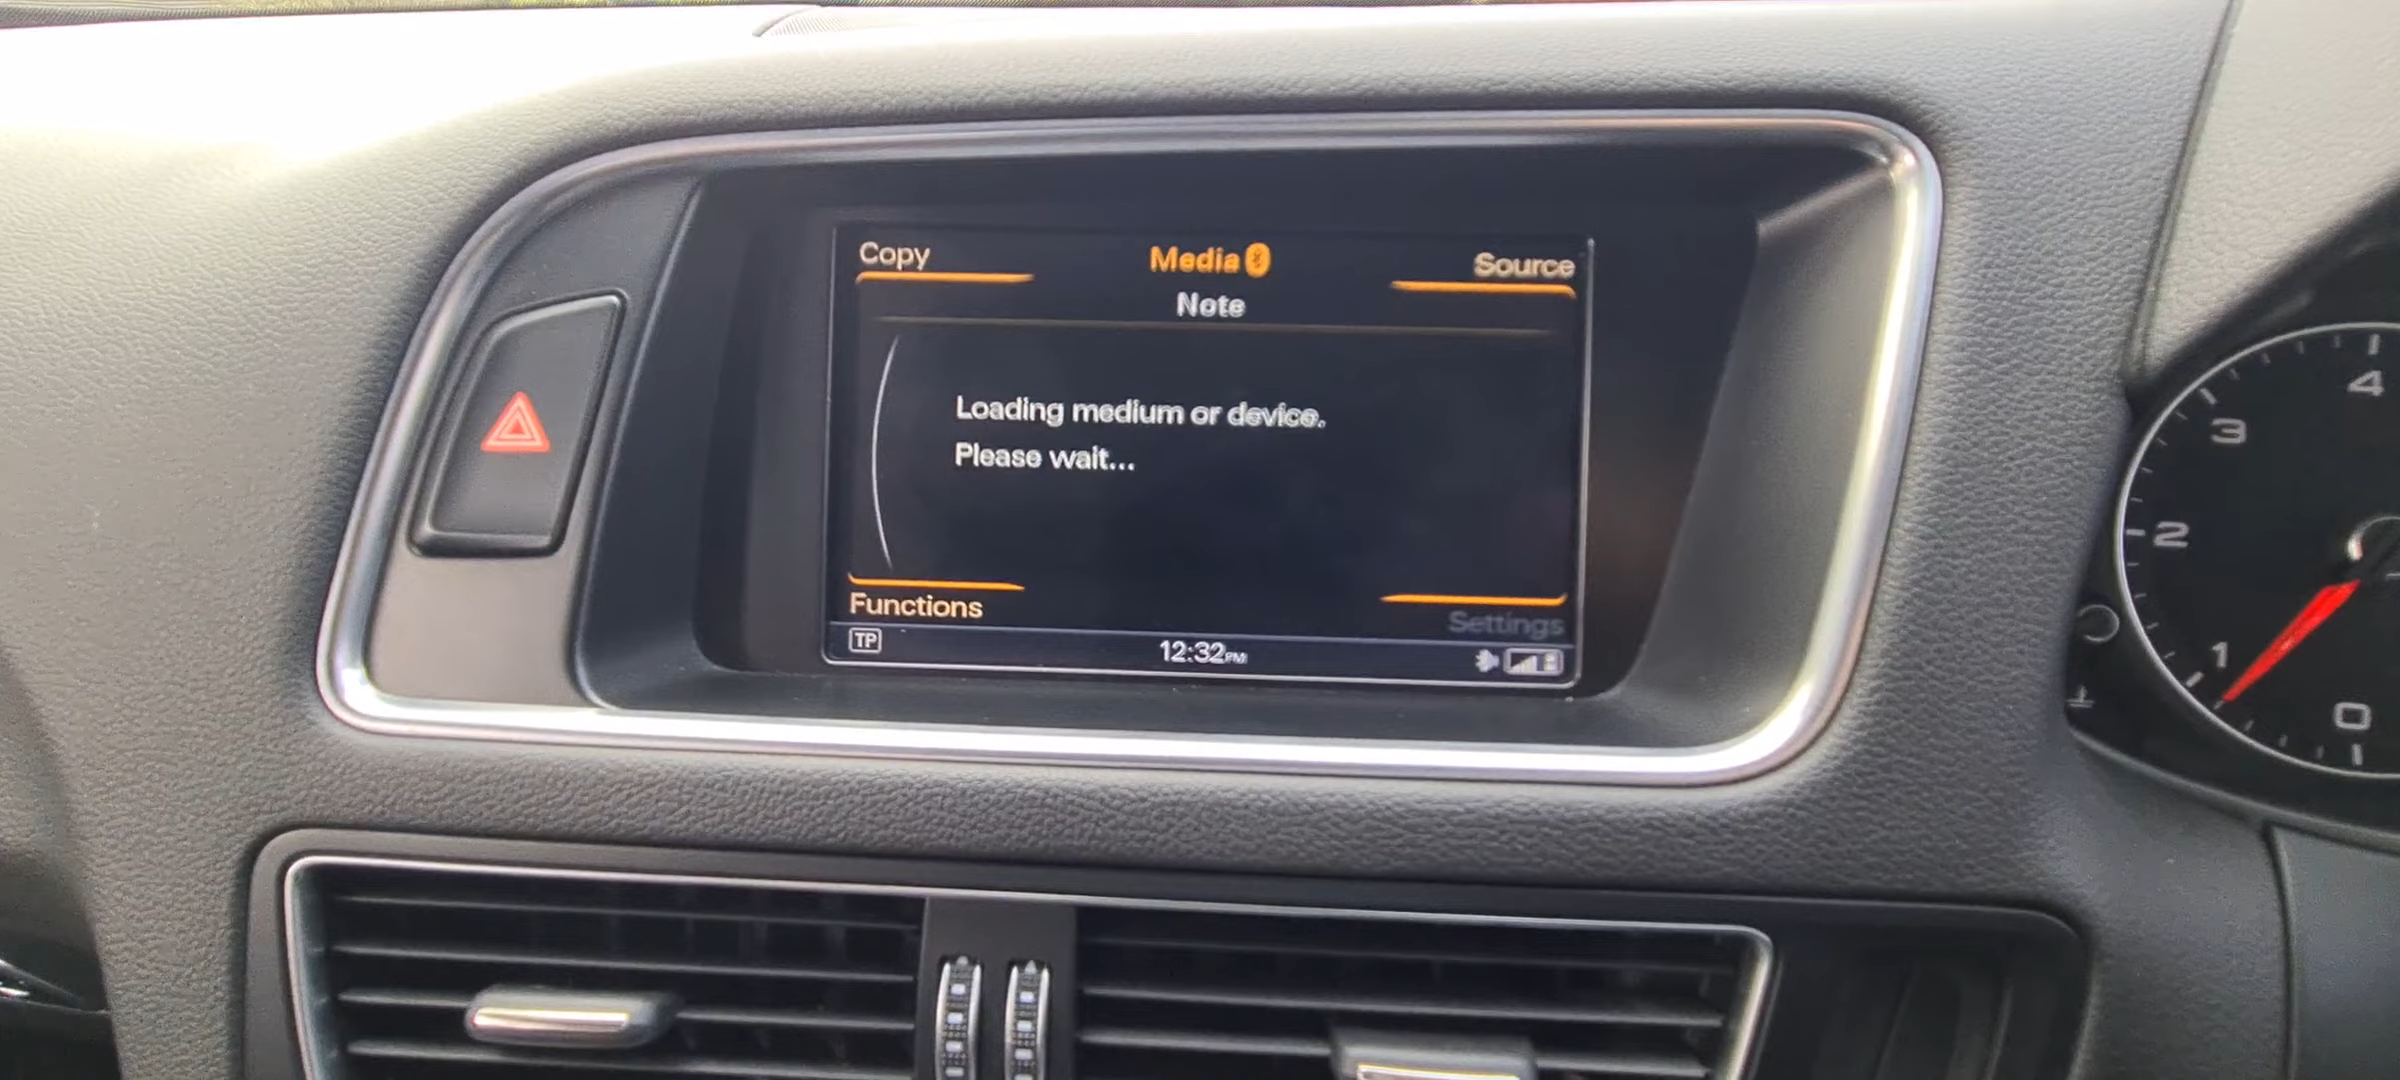 Copy
Media
Source
Note
Loading medium or device.
Please wait...
Functions
Settings
TP
12:32PM
4
3
2
1
0
1